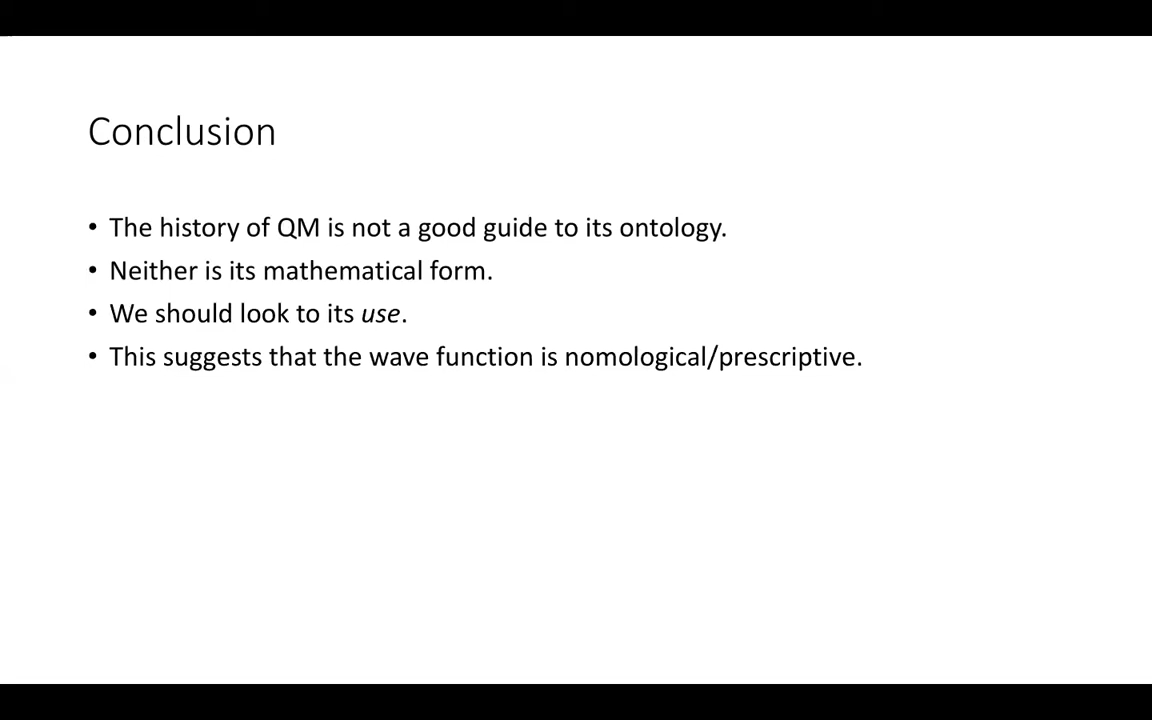 Conclusion
• The history of QM is not a good guide to its ontology.
• Neither is its mathematical form.
• We should look to its use.
• This suggests that the wave function is nomological/prescriptive.